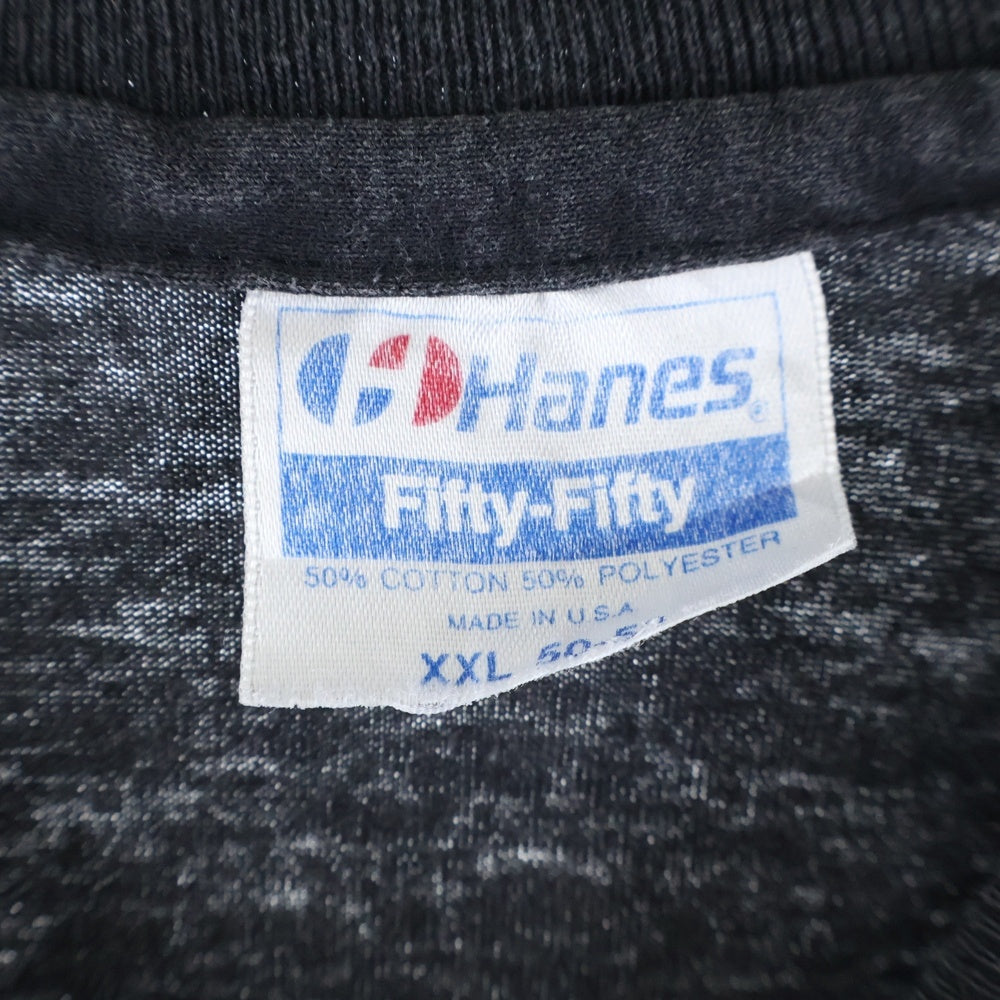 Hanes®
Fifty-Fifty
50% COTTON 50% POLYESTER
MADE IN U.S.A
XXL